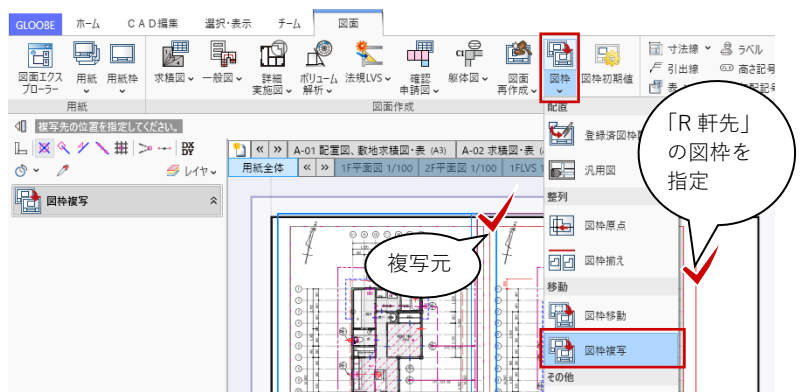 GLOOBE ホーム CAD編集 選択・表示 チーム 図面
図面エクス
プローラー
用紙
用紙枠
求積図
一般図
詳細
実施図
ボリューム
解析
法規LVS
確認
申請図
躯体図
図面
再作成
図枠
図枠初期値
寸法線
ラベル
引出線
高さ記号
表
用紙
図面作成
複写先の位置を指定してください。
レイヤ
図枠複写
A-01 配置図、敷地求積図・表 (A3)
A-02 求積図・表
用紙全体
1F平面図 1/100
2F平面図 1/100
1FLVS 1
配置
登録済図枠
汎用図
整列
図枠原点
図枠揃え
移動
図枠移動
図枠複写
その他
複写元
「R 軒先」
の図枠を
指定